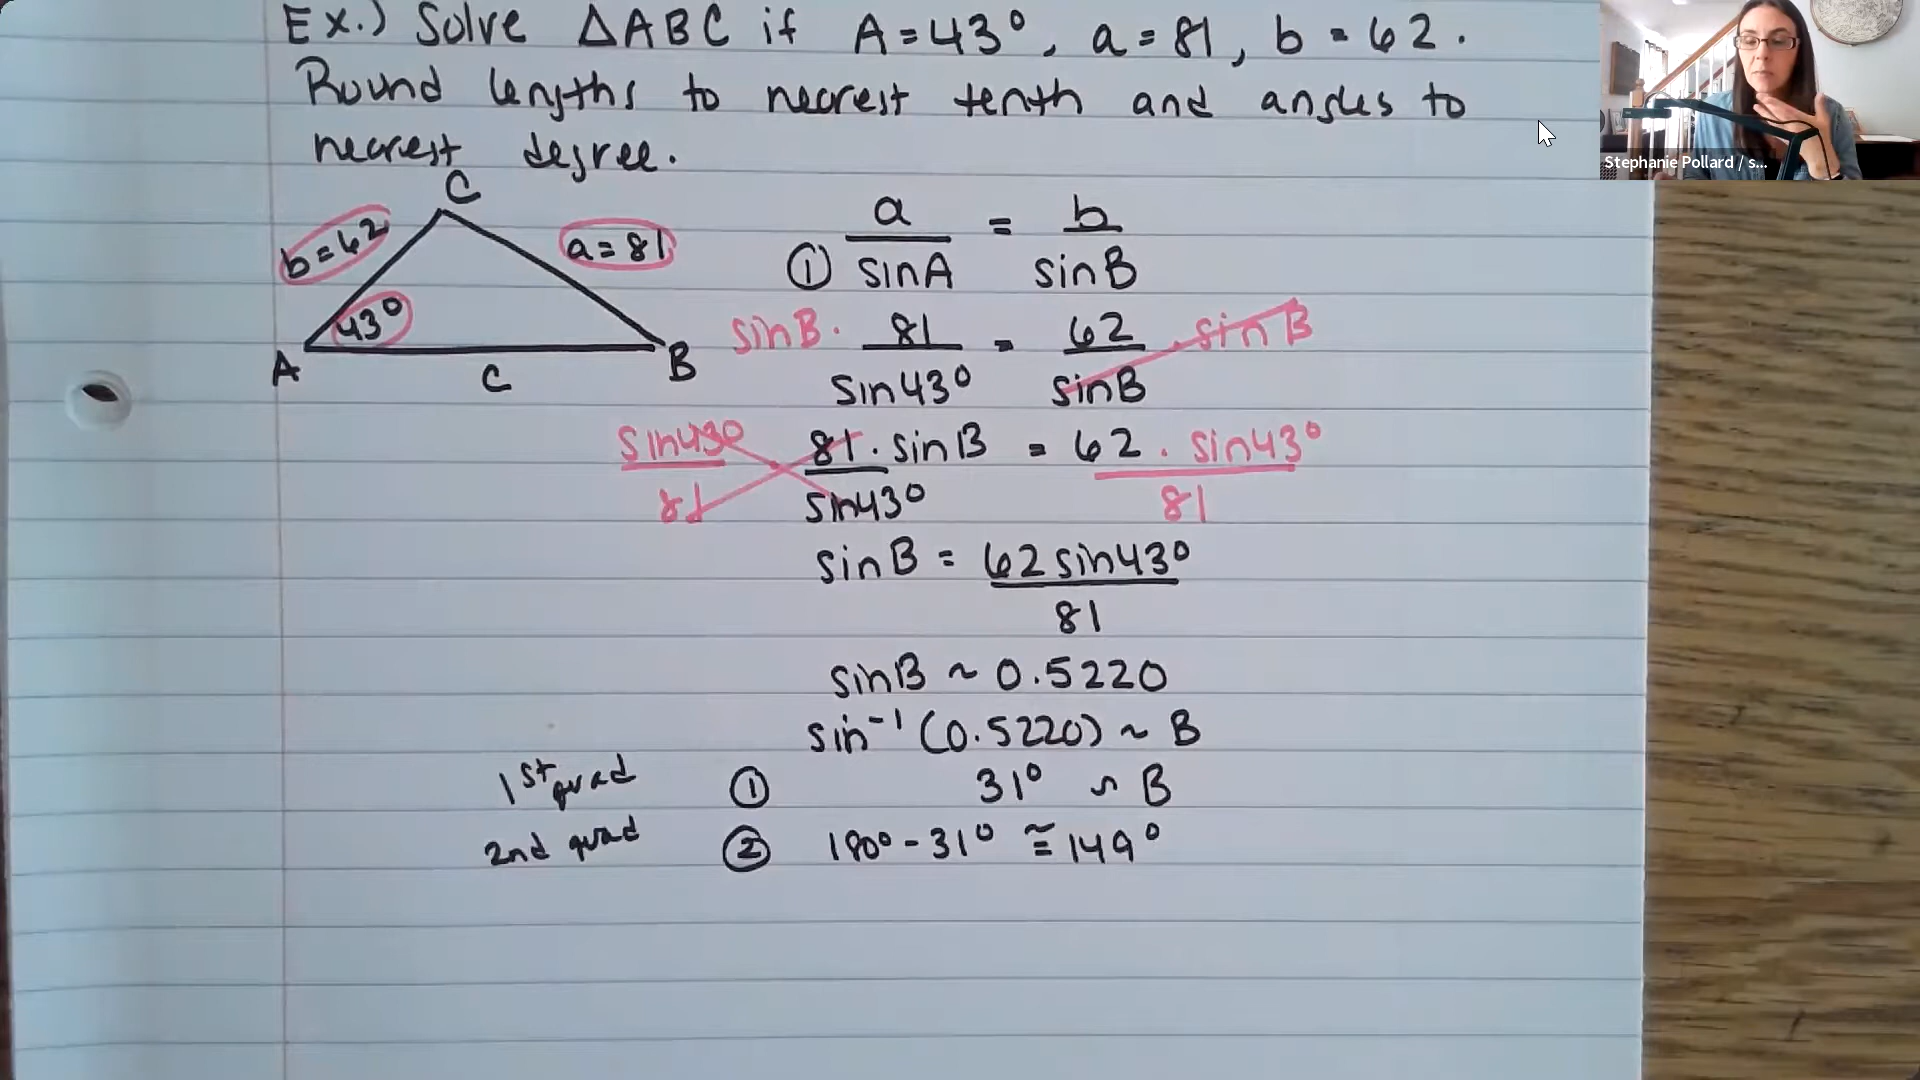 Ex.) Solve △ABC if A=43°, a=81, b=62.
Round lengths to nearest tenth and angles to
nearest degree.
Stephanie Pollard / s...
C
b=62
a=81
43°
A
B
c
① a/sinA = b/sinB
sinB · 81/sin43° = 62/sinB · sinB
sin43°/81 81·sinB/sin43° = 62·sin43°/81
sinB = 62sin43°/81
sinB ~ 0.5220
sin⁻¹(0.5220) ~ B
1st quad ① 31° ~ B
2nd quad ② 180°-31° ≅ 149°